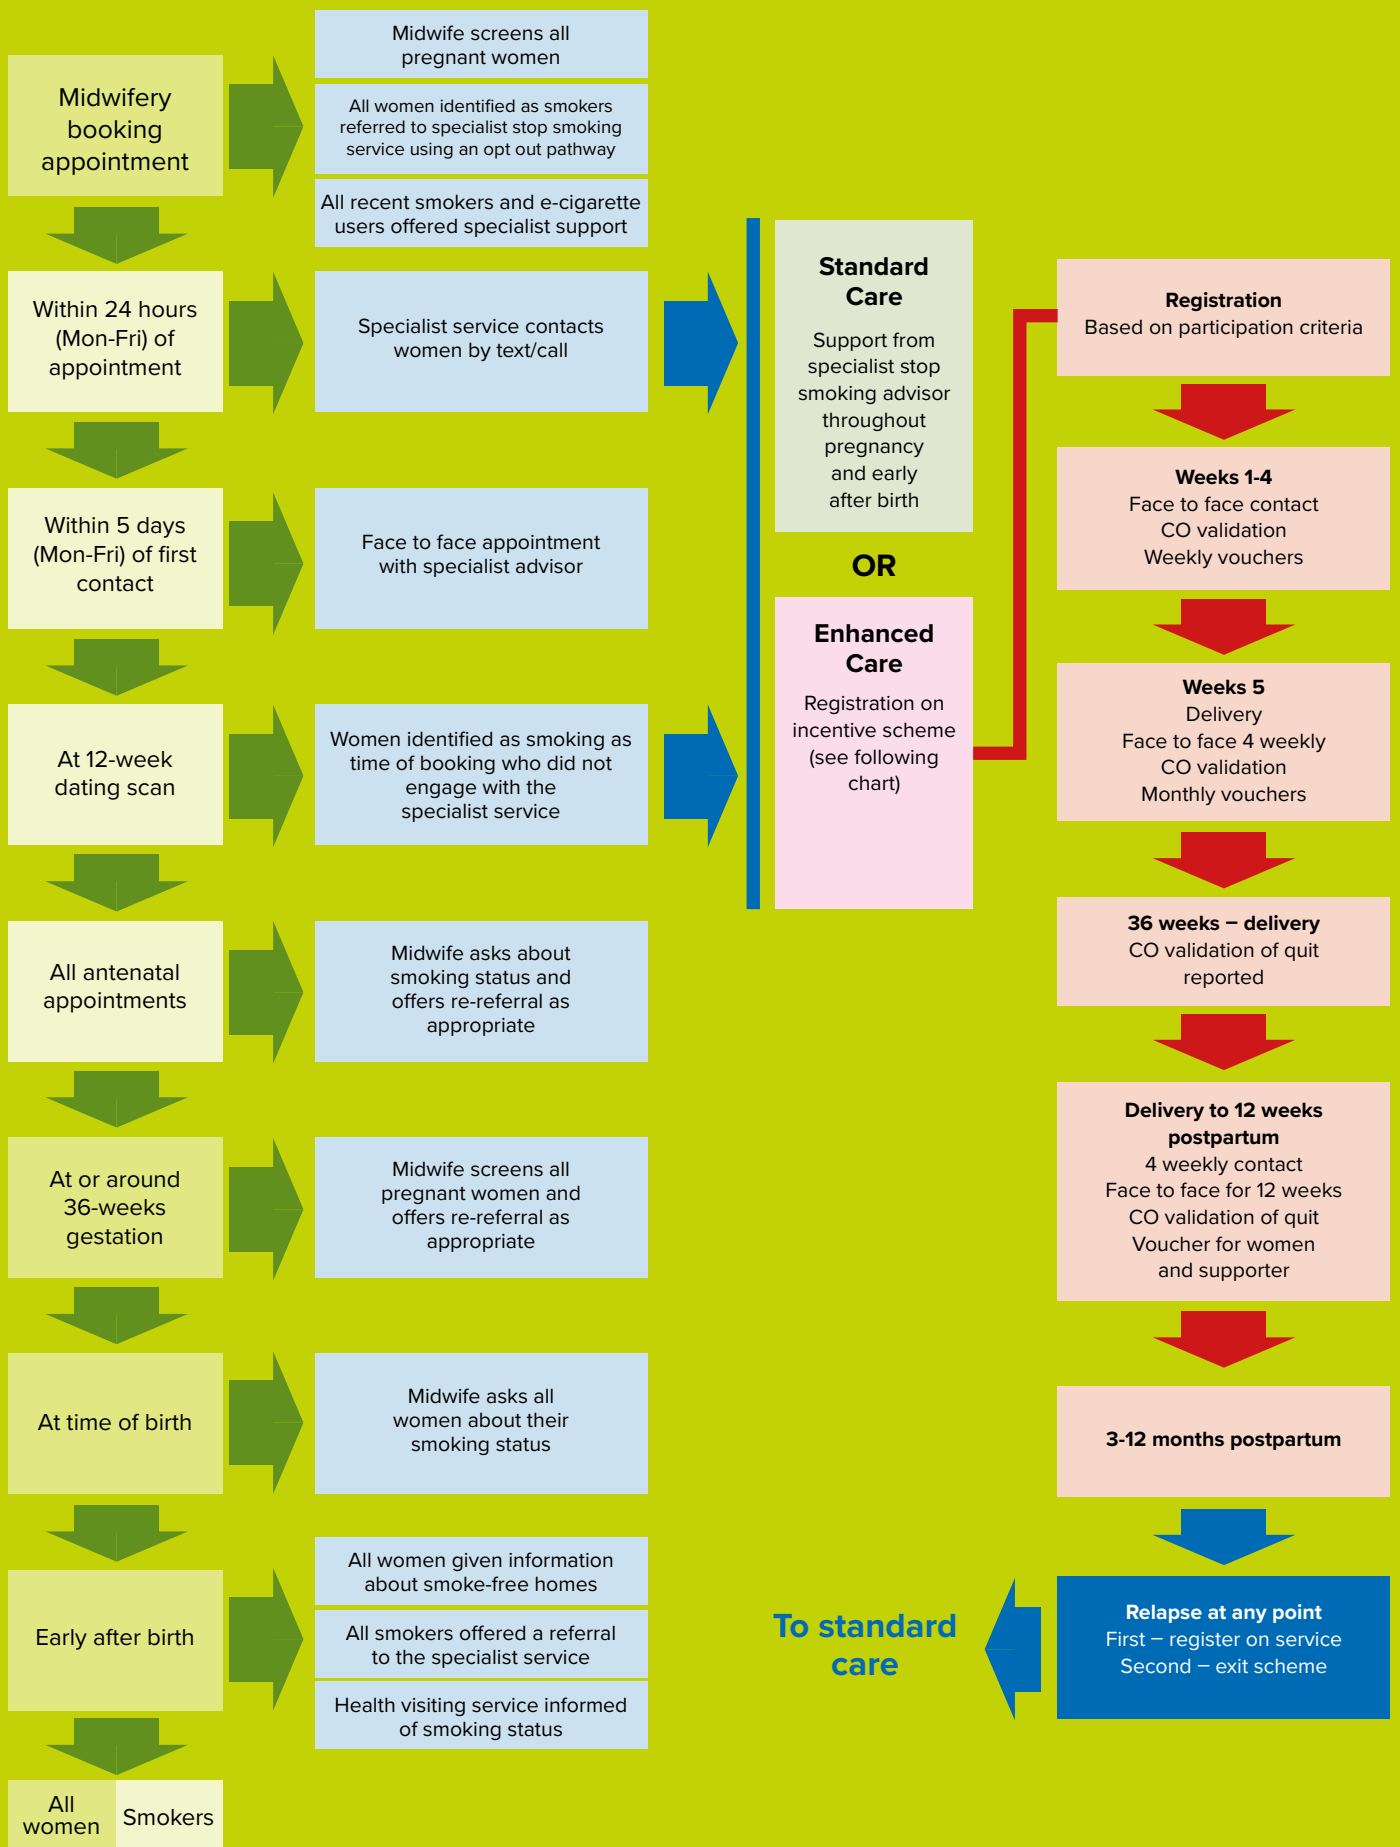 Midwifery
booking
appointment
Midwife screens all
pregnant women
All women identified as smokers
referred to specialist stop smoking
service using an opt out pathway
All recent smokers and e-cigarette
users offered specialist support
Within 24 hours
(Mon-Fri) of
appointment
Specialist service contacts
women by text/call
Within 5 days
(Mon-Fri) of first
contact
Face to face appointment
with specialist advisor
At 12-week
dating scan
Women identified as smoking as
time of booking who did not
engage with the
specialist service
All antenatal
appointments
Midwife asks about
smoking status and
offers re-referral as
appropriate
At or around
36-weeks
gestation
Midwife screens all
pregnant women and
offers re-referral as
appropriate
At time of birth
Midwife asks all
women about their
smoking status
Early after birth
All women given information
about smoke-free homes
All smokers offered a referral
to the specialist service
Health visiting service informed
of smoking status
All
women
Smokers
Standard
Care
Support from
specialist stop
smoking advisor
throughout
pregnancy
and early
after birth
OR
Enhanced
Care
Registration on
incentive scheme
(see following
chart)
Registration
Based on participation criteria
Weeks 1-4
Face to face contact
CO validation
Weekly vouchers
Weeks 5
Delivery
Face to face 4 weekly
CO validation
Monthly vouchers
36 weeks – delivery
CO validation of quit
reported
Delivery to 12 weeks
postpartum
4 weekly contact
Face to face for 12 weeks
CO validation of quit
Voucher for women
and supporter
3-12 months postpartum
Relapse at any point
First – register on service
Second – exit scheme
To standard
care